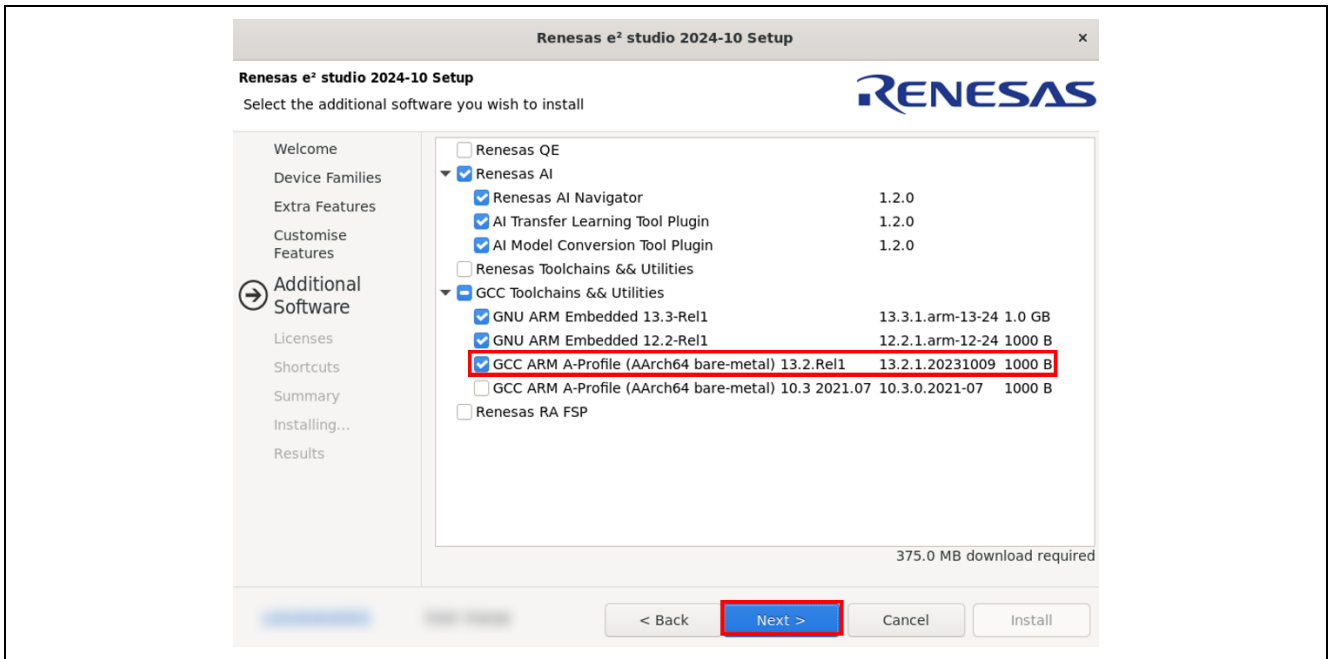 Renesas e² studio 2024-10 Setup
×
Renesas e² studio 2024-10 Setup
Select the additional software you wish to install
RENESAS
Welcome
Device Families
Extra Features
Customise
Features
Additional
Software
Licenses
Shortcuts
Summary
Installing...
Results
Renesas QE
Renesas AI
Renesas AI Navigator 1.2.0
AI Transfer Learning Tool Plugin 1.2.0
AI Model Conversion Tool Plugin 1.2.0
Renesas Toolchains && Utilities
GCC Toolchains && Utilities
GNU ARM Embedded 13.3-Rel1 13.3.1.arm-13-24 1.0 GB
GNU ARM Embedded 12.2-Rel1 12.2.1.arm-12-24 1000 B
GCC ARM A-Profile (AArch64 bare-metal) 13.2.Rel1 13.2.1.20231009 1000 B
GCC ARM A-Profile (AArch64 bare-metal) 10.3 2021.07 10.3.0.2021-07 1000 B
Renesas RA FSP
375.0 MB download required
< Back
Next >
Cancel
Install